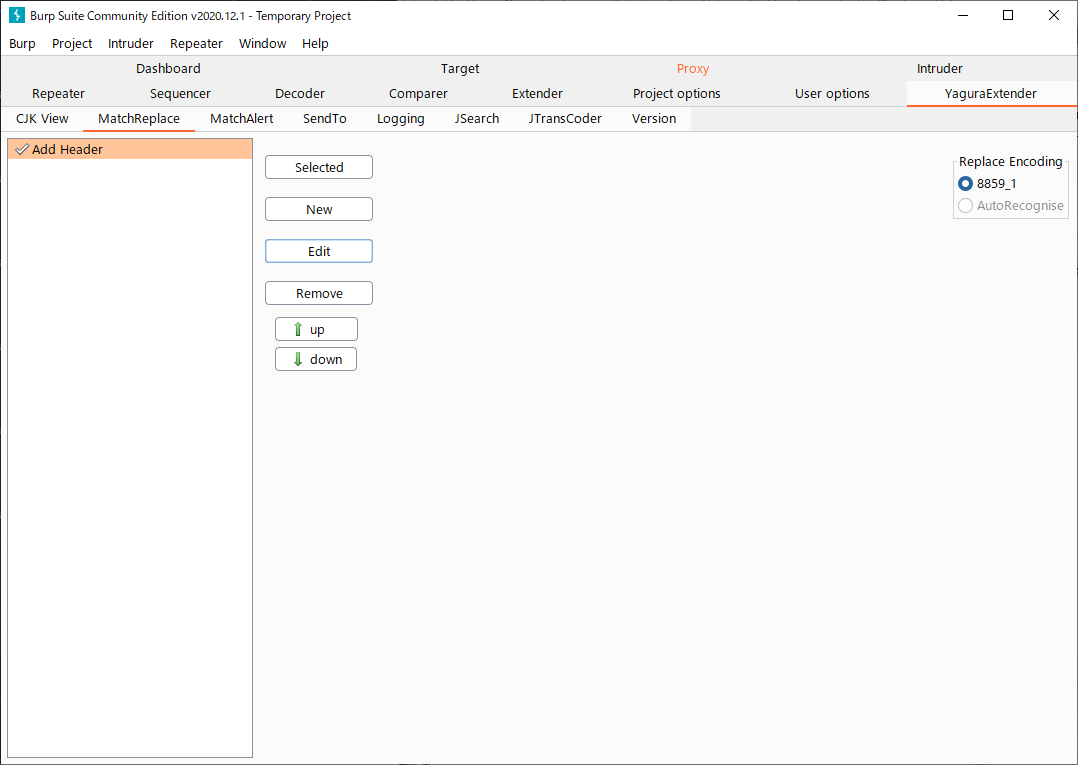 Burp Suite Community Edition v2020.12.1 - Temporary Project
Burp Project Intruder Repeater Window Help
Dashboard Target Proxy Intruder
Repeater Sequencer Decoder Comparer Extender Project options User options YaguraExtender
CJK View MatchReplace MatchAlert SendTo Logging JSearch JTransCoder Version
Add Header
Selected
New
Edit
Remove
up
down
Replace Encoding
8859_1
AutoRecognise